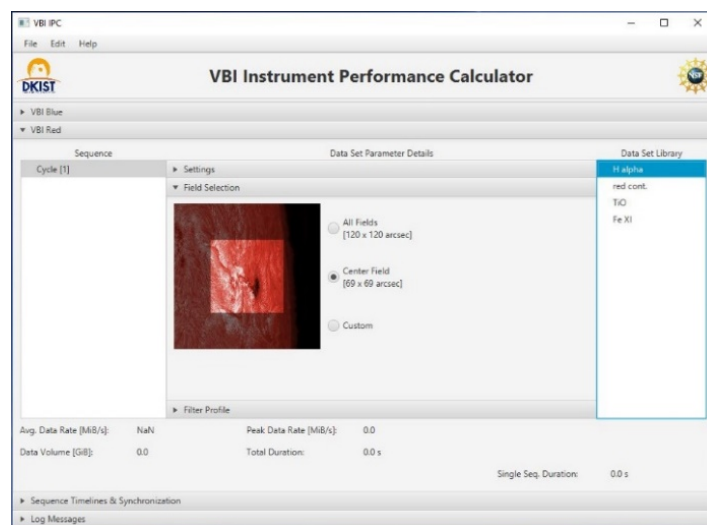 VBI IPC
File Edit Help
DKIST
VBI Instrument Performance Calculator
NSF
VBI Blue
VBI Red
Sequence
Data Set Parameter Details
Data Set Library
Cycle [1]
Settings
H alpha
Field Selection
red cont.
TiO
Fe XI
All Fields
[120 x 120 arcsec]
Center Field
[69 x 69 arcsec]
Custom
Filter Profile
Avg. Data Rate [MiB/s]: NaN Peak Data Rate [MiB/s]: 0.0
Data Volume [GiB]: 0.0 Total Duration: 0.0 s
Single Seq. Duration: 0.0 s
Sequence Timelines & Synchronization
Log Messages